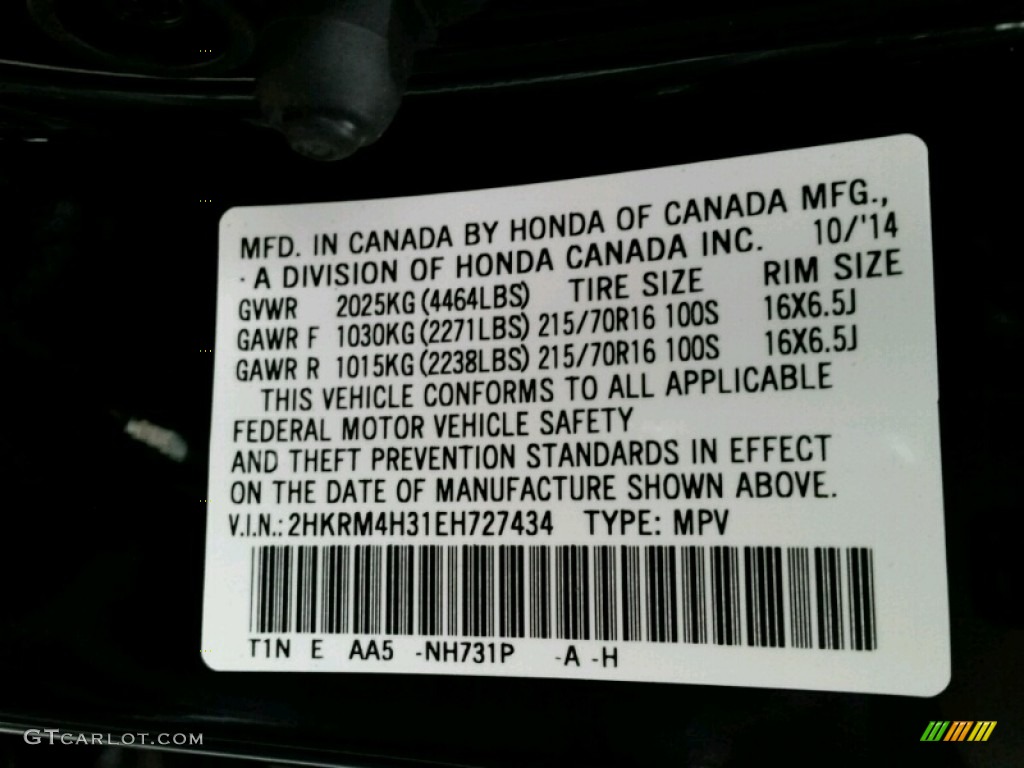 MFD. IN CANADA BY HONDA OF CANADA MFG.,
· A DIVISION OF HONDA CANADA INC. 10/'14
GVWR 2025KG (4464LBS) TIRE SIZE RIM SIZE
GAWR F 1030KG (2271LBS) 215/70R16 100S 16X6.5J
GAWR R 1015KG (2238LBS) 215/70R16 100S 16X6.5J
THIS VEHICLE CONFORMS TO ALL APPLICABLE
FEDERAL MOTOR VEHICLE SAFETY
AND THEFT PREVENTION STANDARDS IN EFFECT
ON THE DATE OF MANUFACTURE SHOWN ABOVE.
V.I.N.: 2HKRM4H31EH727434 TYPE: MPV
T1N E AA5 -NH731P -A -H
GTCARLOT.COM